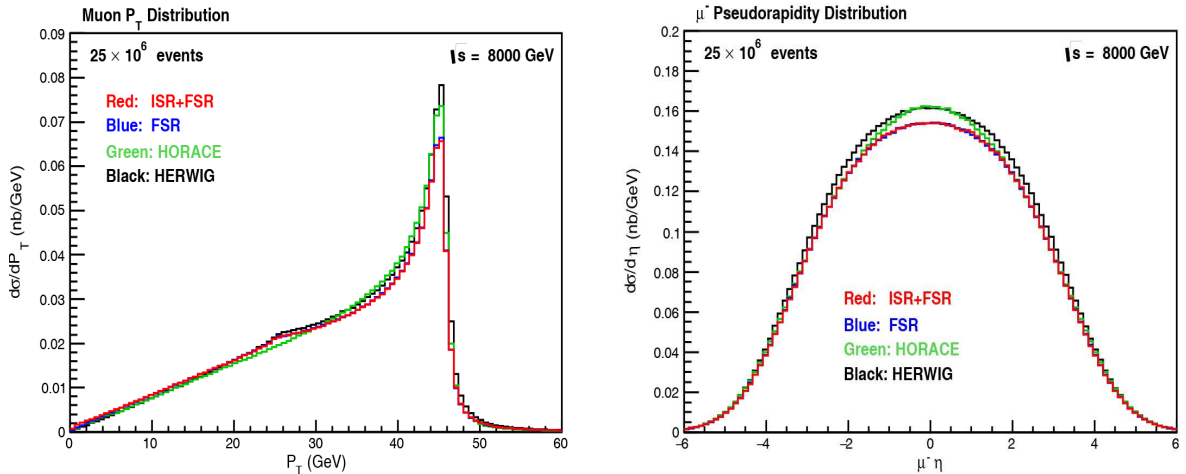 Muon P_T Distribution
25 × 10^6 events
√s = 8000 GeV
Red: ISR+FSR
Blue: FSR
Green: HORACE
Black: HERWIG
dσ/dP_T (nb/GeV)
0.09
0.08
0.07
0.06
0.05
0.04
0.03
0.02
0.01
0
0 10 20 30 40 50 60
P_T (GeV)
μ^- Pseudorapidity Distribution
25 × 10^6 events
√s = 8000 GeV
Red: ISR+FSR
Blue: FSR
Green: HORACE
Black: HERWIG
dσ/d η (nb/GeV)
0.2
0.18
0.16
0.14
0.12
0.1
0.08
0.06
0.04
0.02
0
−6 −4 −2 0 2 4 6
μ^- η